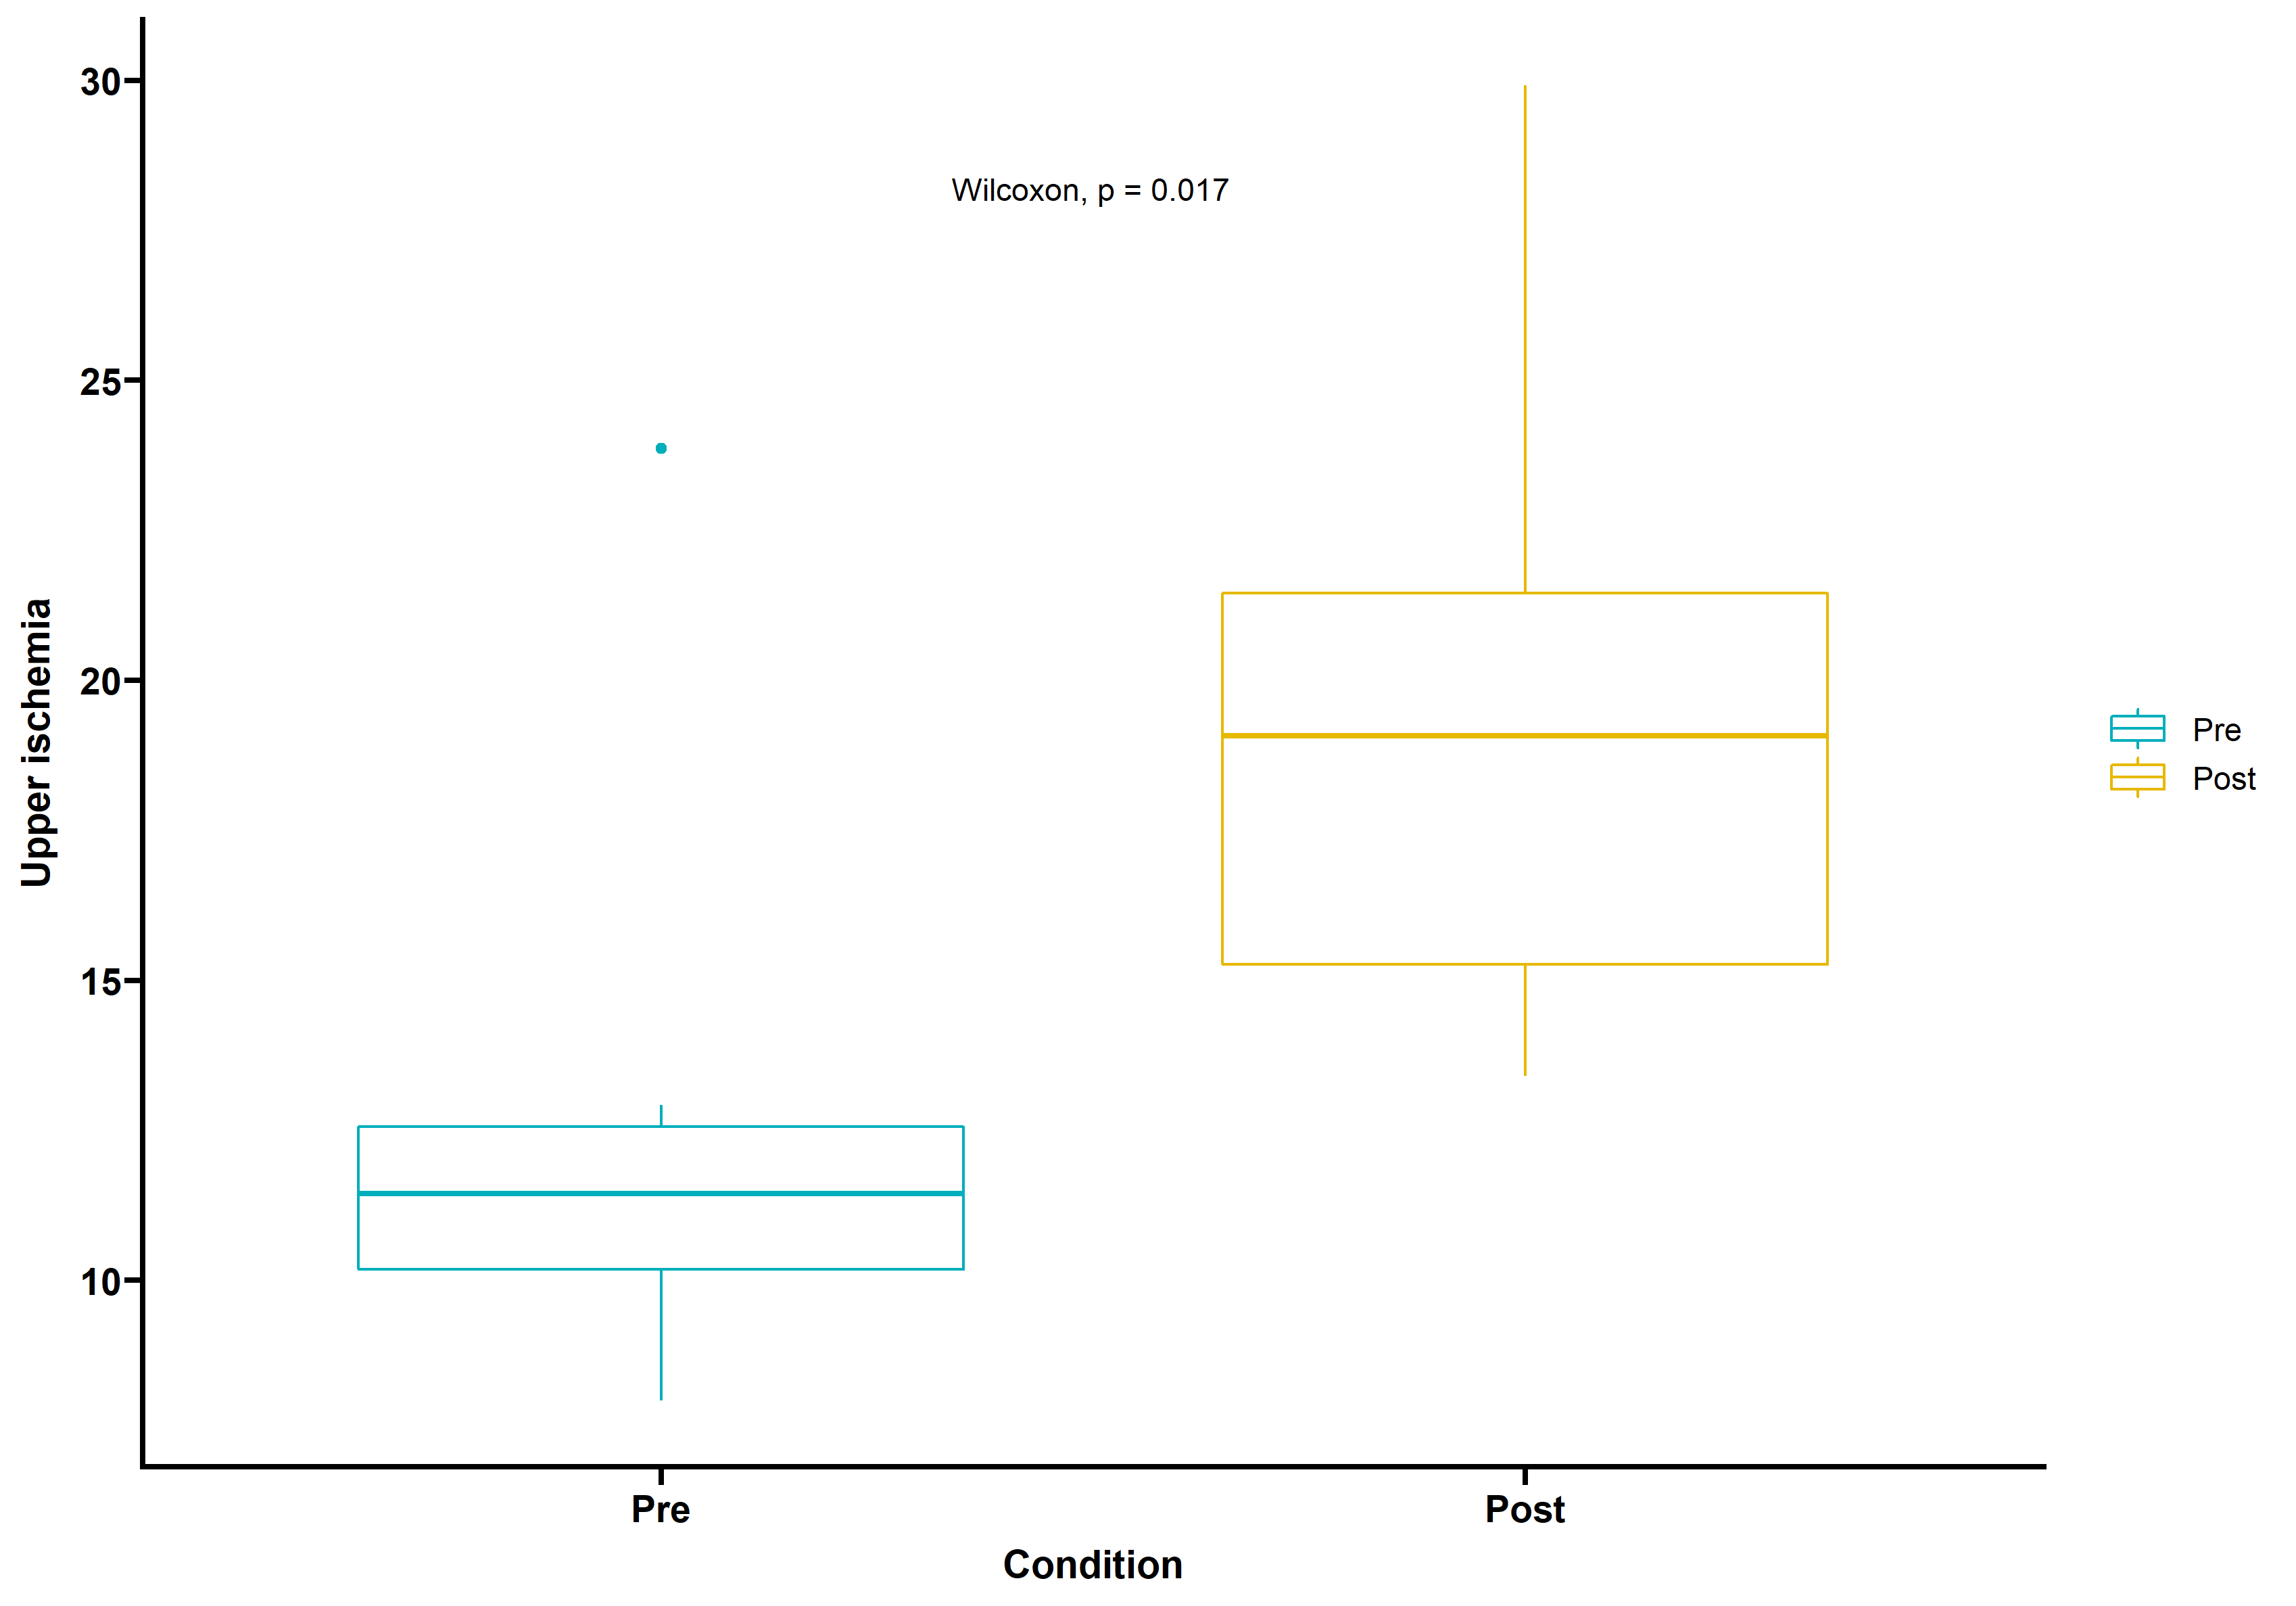 Wilcoxon, p = 0.017
Upper ischemia
30
25
20
15
10
Pre
Post
Condition
Pre
Post